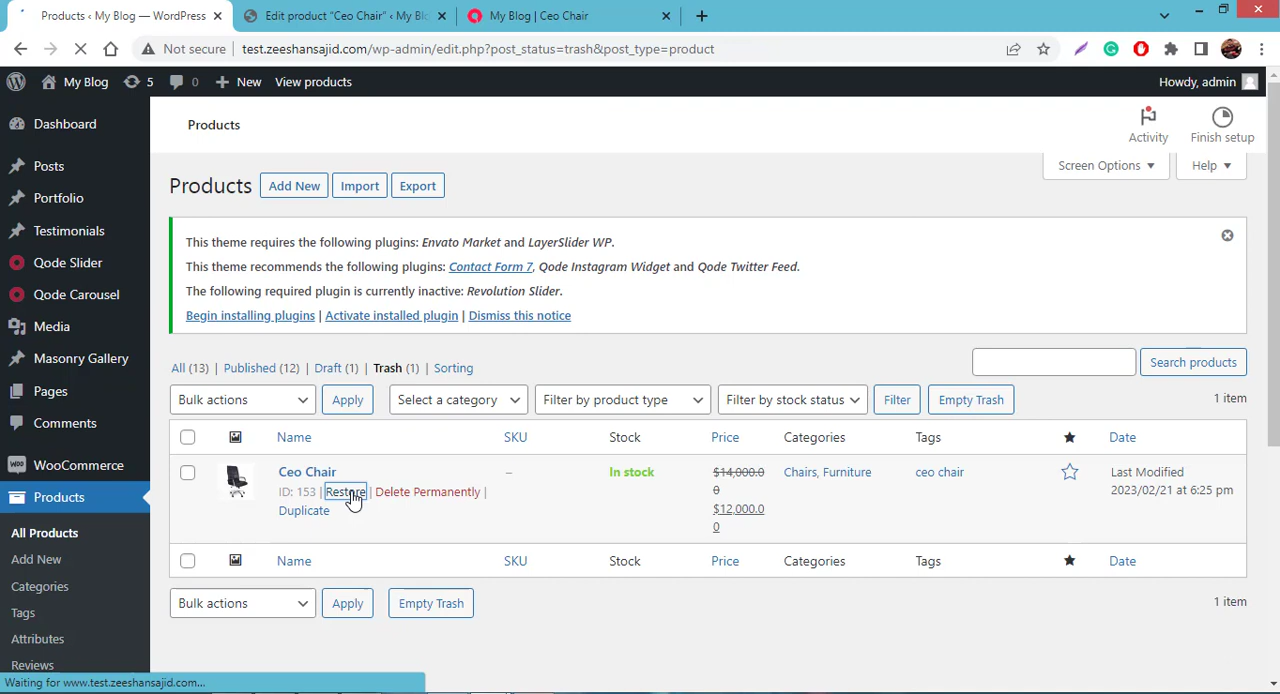 Products ‹ My Blog — WordPress
Edit product “Ceo Chair” ‹ My Bl
My Blog | Ceo Chair
Not secure
test.zeeshansajid.com/wp-admin/edit.php?post_status=trash&post_type=product
My Blog
5
0
New
View products
Howdy, admin
Dashboard
Posts
Portfolio
Testimonials
Qode Slider
Qode Carousel
Media
Masonry Gallery
Pages
Comments
WooCommerce
Products
All Products
Add New
Categories
Tags
Attributes
Reviews
Products
Activity
Finish setup
Screen Options
Help
Products
Add New
Import
Export
This theme requires the following plugins: Envato Market and LayerSlider WP.
This theme recommends the following plugins: Contact Form 7, Qode Instagram Widget and Qode Twitter Feed.
The following required plugin is currently inactive: Revolution Slider.
Begin installing plugins | Activate installed plugin | Dismiss this notice
All (13) | Published (12) | Draft (1) | Trash (1) | Sorting
Search products
Bulk actions
Apply
Select a category
Filter by product type
Filter by stock status
Filter
Empty Trash
1 item
Name
SKU
Stock
Price
Categories
Tags
Date
Ceo Chair
ID: 153 | Restore | Delete Permanently |
Duplicate
–
In stock
$14,000.0
0
$12,000.0
0
Chairs, Furniture
ceo chair
Last Modified
2023/02/21 at 6:25 pm
Name
SKU
Stock
Price
Categories
Tags
Date
Bulk actions
Apply
Empty Trash
1 item
Waiting for www.test.zeeshansajid.com...